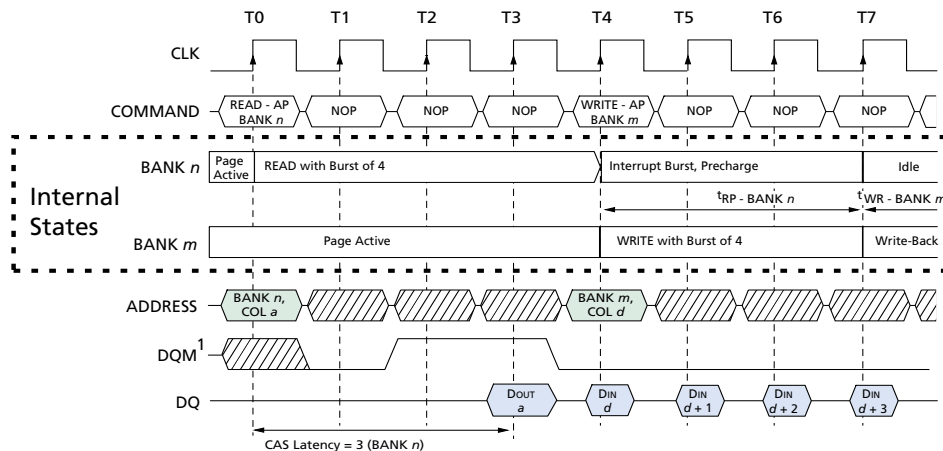 T0 T1 T2 T3 T4 T5 T6 T7
CLK
COMMAND
READ - AP
BANK n
NOP
NOP
NOP
WRITE - AP
BANK m
NOP
NOP
NOP
Internal
States
BANK n
Page
Active
READ with Burst of 4
Interrupt Burst, Precharge
Idle
tRP - BANK n
tWR - BANK m
BANK m
Page Active
WRITE with Burst of 4
Write-Back
ADDRESS
BANK n,
COL a
BANK m,
COL d
DQM1
DQ
DOUT
a
DIN
d
DIN
d + 1
DIN
d + 2
DIN
d + 3
CAS Latency = 3 (BANK n)